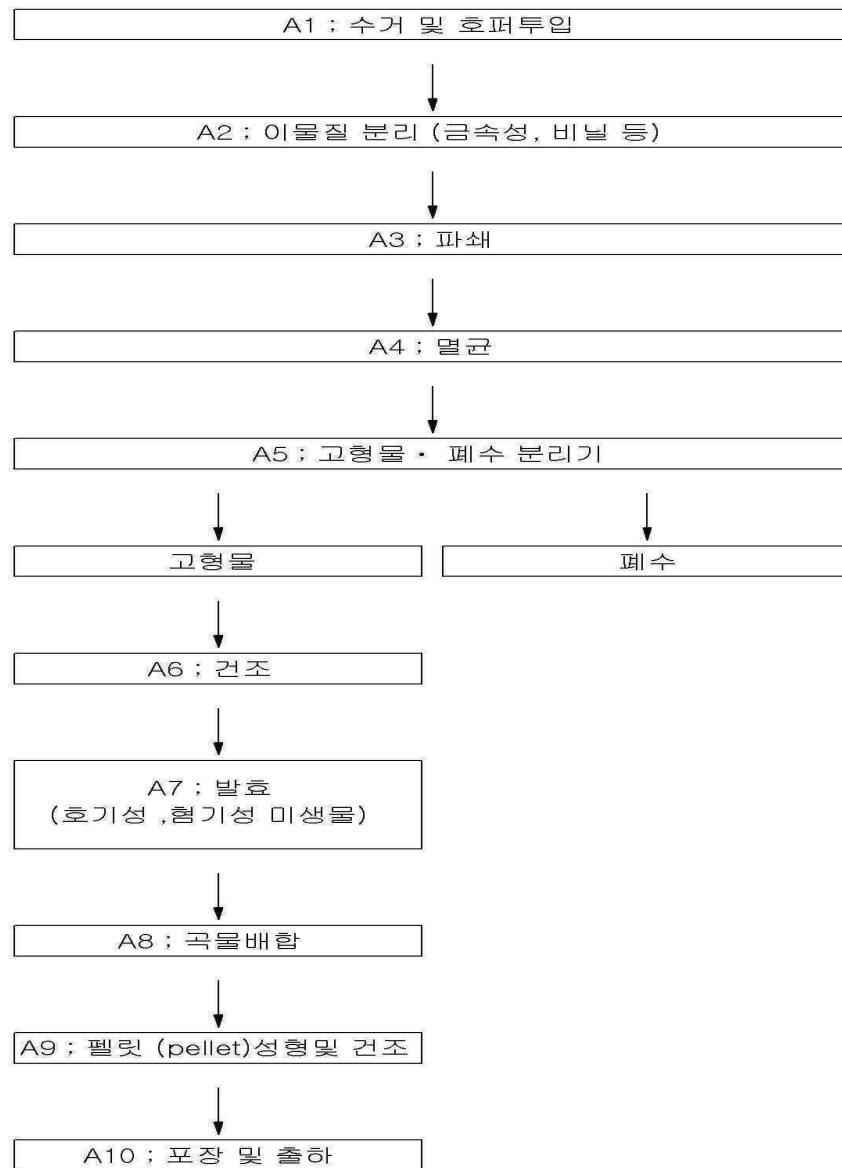 A1 ; 수거 및 호퍼투입
A2 ; 이물질 분리 (금속성, 비닐 등)
A3 ; 파쇄
A4 ; 멸균
A5 ; 고형물・ 폐수 분리기
고형물
폐수
A6 ; 건조
A7 ; 발효
(호기성 ,혐기성 미생물)
A8 ; 곡물배합
A9 ; 펠릿 (pellet)성형및 건조
A10 ; 포장 및 출하